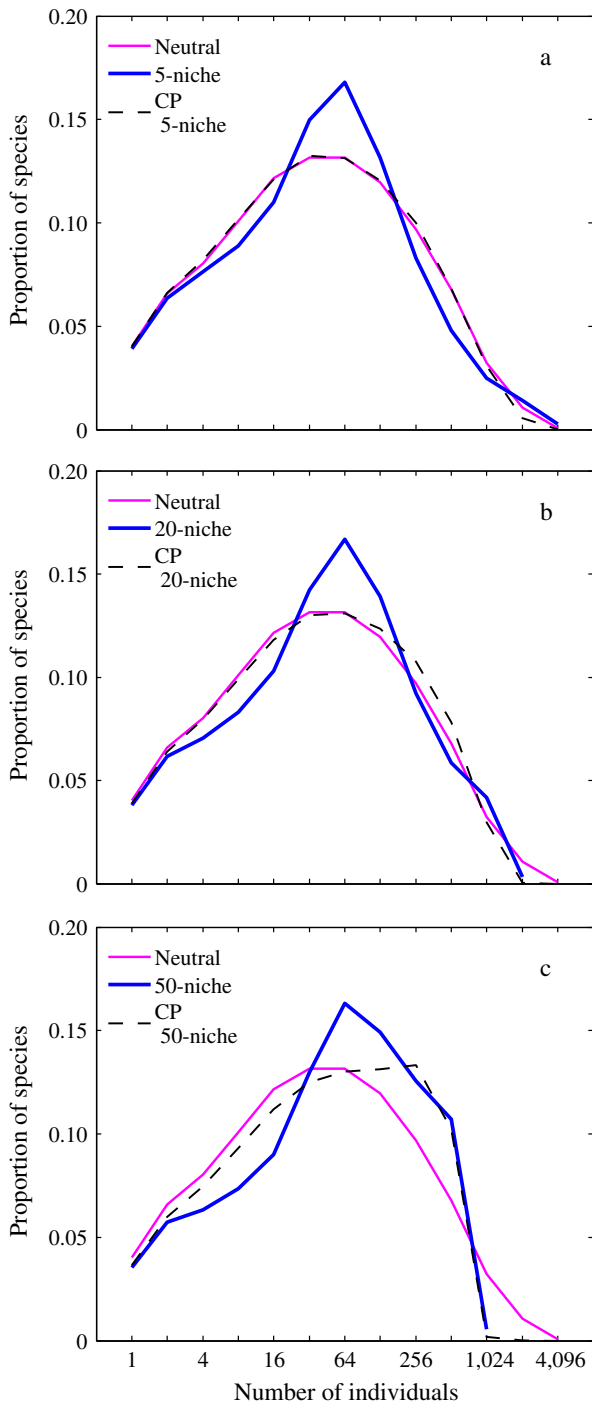 0.20
Neutral
5-niche
CP
5-niche
a
0.15
0.10
0.05
0
Proportion of species
0.20
Neutral
20-niche
CP
20-niche
b
0.15
0.10
0.05
0
Proportion of species
0.20
Neutral
50-niche
CP
50-niche
c
0.15
0.10
0.05
0
Proportion of species
1 4 16 64 256 1,024 4,096
Number of individuals